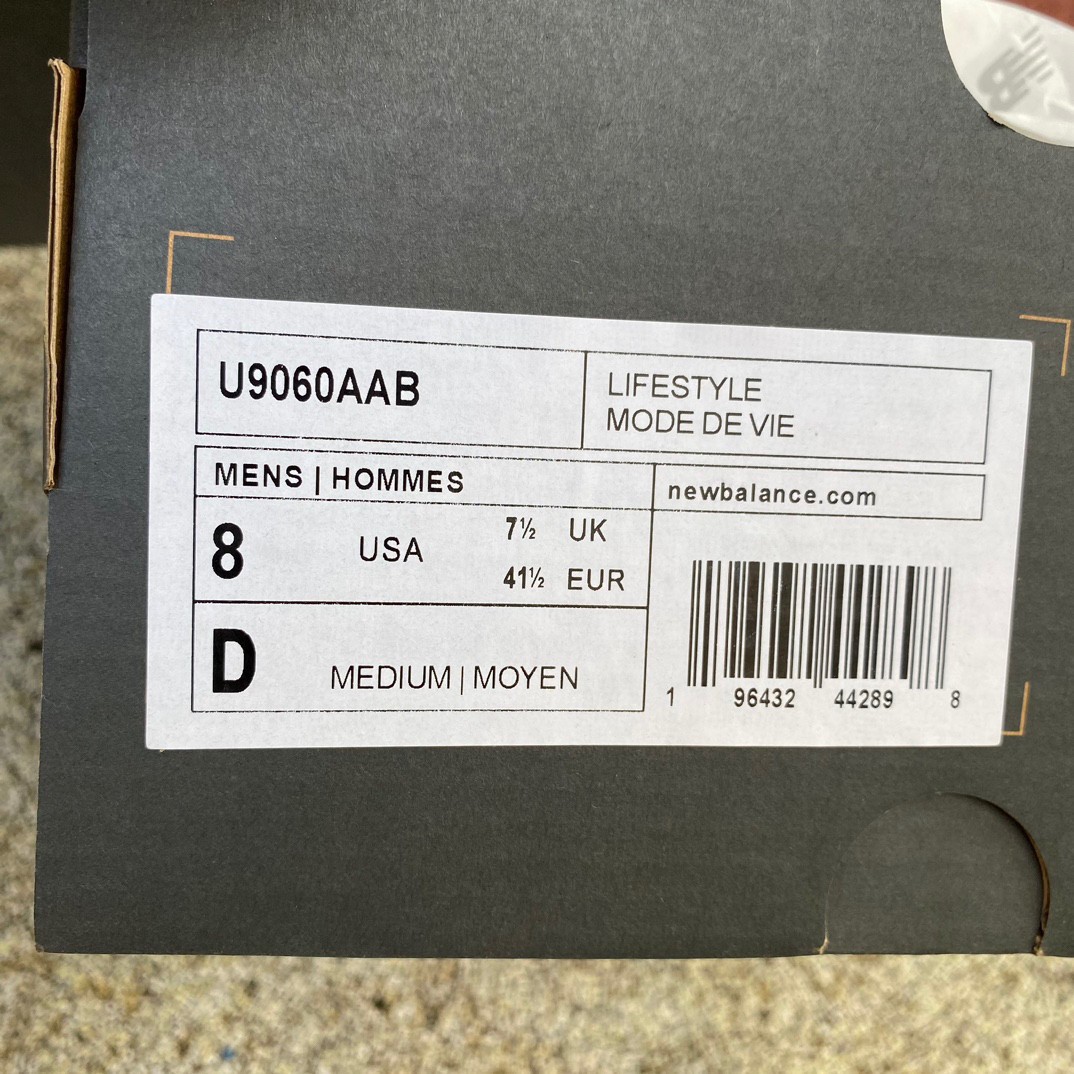 U9060AAB
LIFESTYLE
MODE DE VIE
MENS | HOMMES
newbalance.com
8 USA 7½ UK
41½ EUR
D MEDIUM | MOYEN
1 96432 44289 8